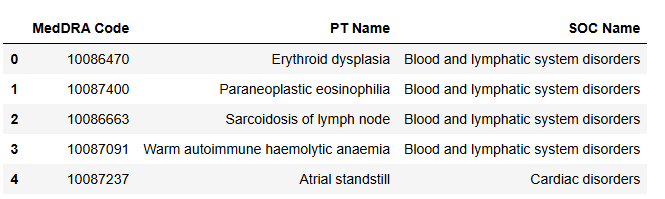 MedDRA Code PT Name SOC Name
0 10086470 Erythroid dysplasia Blood and lymphatic system disorders
1 10087400 Paraneoplastic eosinophilia Blood and lymphatic system disorders
2 10086663 Sarcoidosis of lymph node Blood and lymphatic system disorders
3 10087091 Warm autoimmune haemolytic anaemia Blood and lymphatic system disorders
4 10087237 Atrial standstill Cardiac disorders